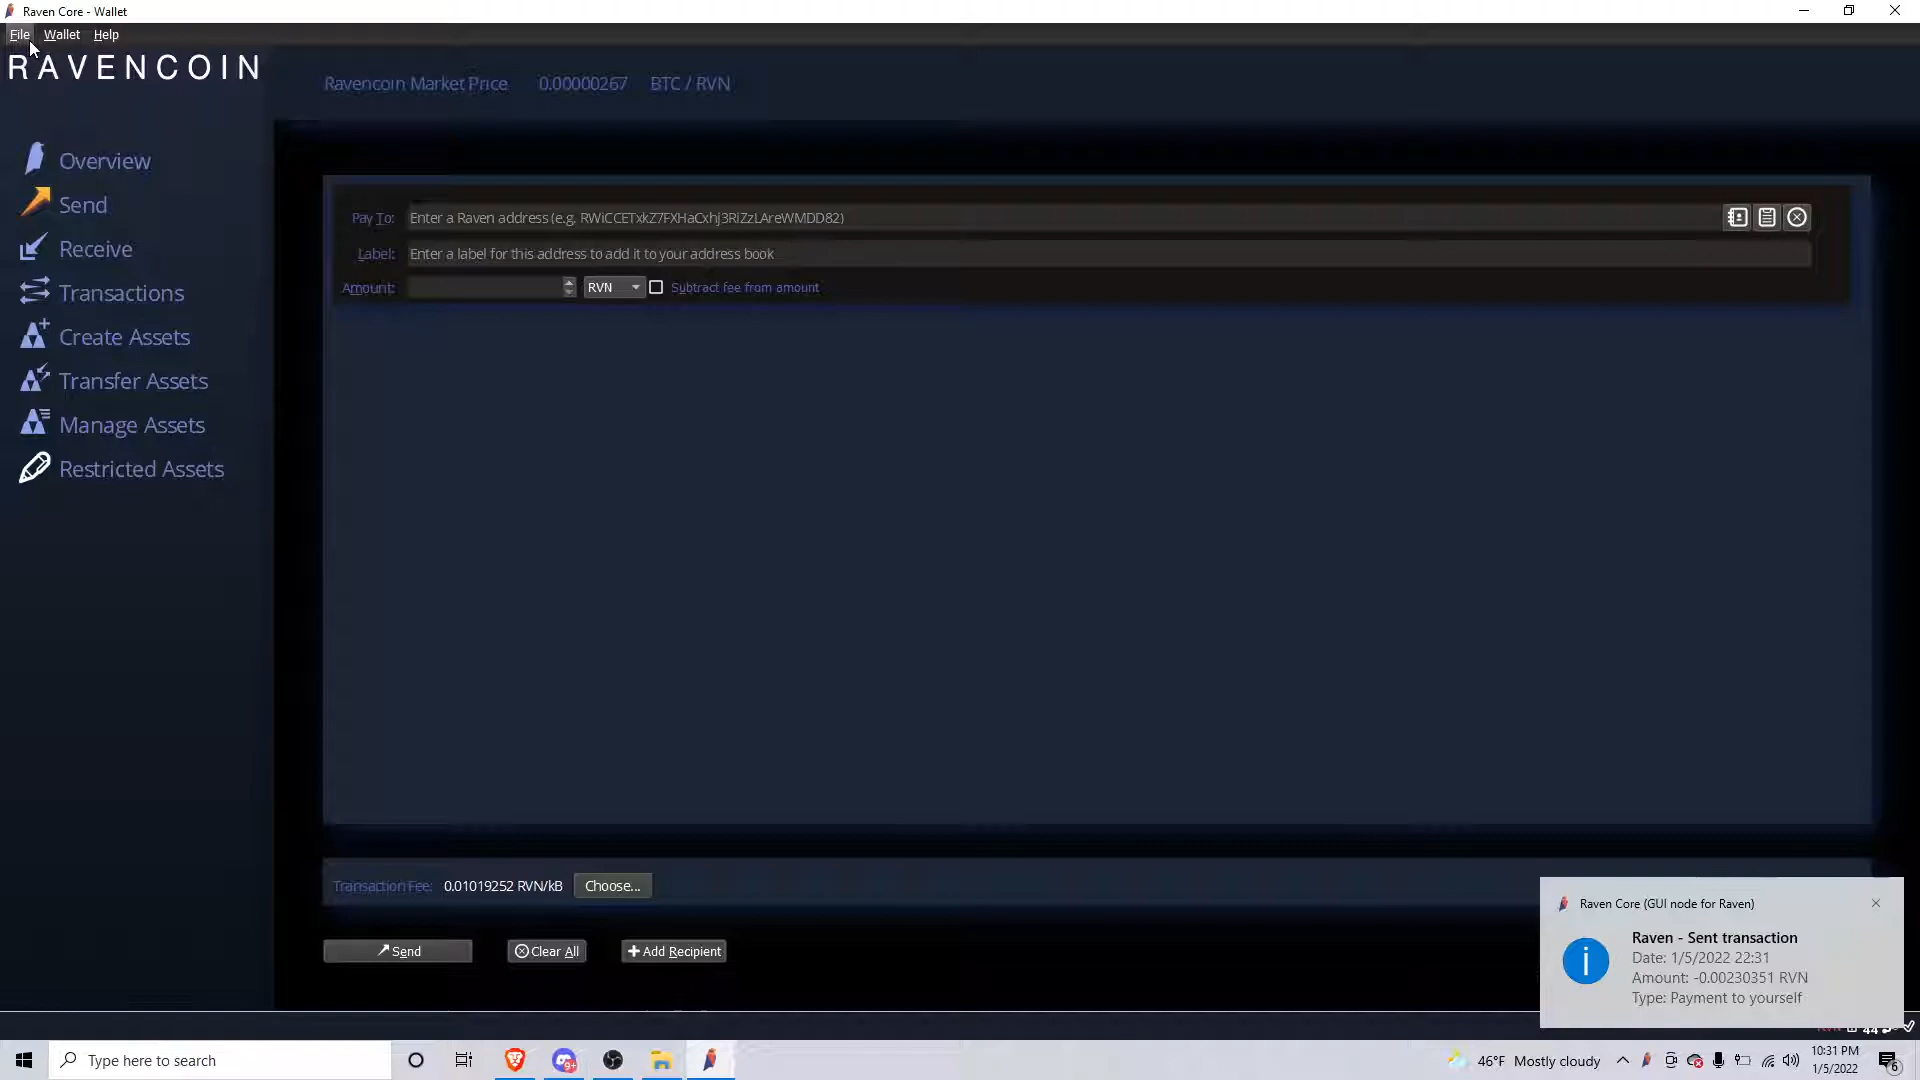 Raven Core - Wallet
File Wallet Help
RAVENCOIN
Ravencoin Market Price 0.00000267 BTC / RVN
Overview
Send
Receive
Transactions
Create Assets
Transfer Assets
Manage Assets
Restricted Assets
Pay To: Enter a Raven address (e.g. RWiCCETxkZ7FXHaCxhj3RiZzLAreWMDD82)
Label: Enter a label for this address to add it to your address book
Amount: RVN Subtract fee from amount
Transaction Fee: 0.01019252 RVN/kB Choose...
Send Clear All Add Recipient
Raven Core (GUI node for Raven)
Raven - Sent transaction
Date: 1/5/2022 22:31
Amount: -0.00230351 RVN
Type: Payment to yourself
Type here to search
9+
46°F Mostly cloudy
10:31 PM
1/5/2022
6